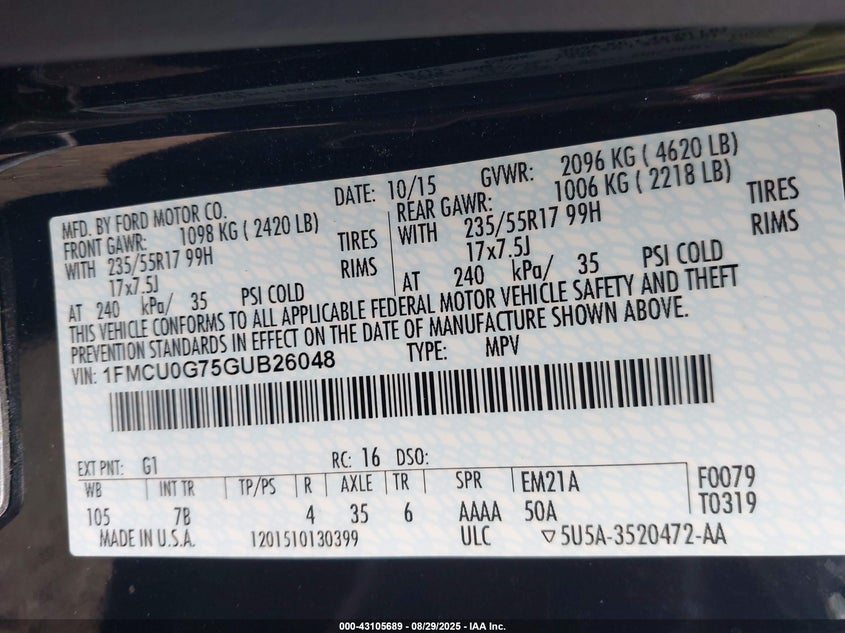 MFD. BY FORD MOTOR CO.
DATE: 10/15 GVWR: 2096 KG ( 4620 LB)
FRONT GAWR: 1098 KG ( 2420 LB)
WITH 235/55R17 99H TIRES
17x7.5J RIMS
AT 240 kPa/ 35 PSI COLD
REAR GAWR: 1006 KG ( 2218 LB)
WITH 235/55R17 99H TIRES
17x7.5J RIMS
AT 240 kPa/ 35 PSI COLD
THIS VEHICLE CONFORMS TO ALL APPLICABLE FEDERAL MOTOR VEHICLE SAFETY AND THEFT
PREVENTION STANDARDS IN EFFECT ON THE DATE OF MANUFACTURE SHOWN ABOVE.
VIN: 1FMCU0G75GUB26048 TYPE: MPV
EXT PNT: G1 RC: 16 DSO:
WB INT TR TP/PS R AXLE TR SPR EM21A F0079
105 7B 4 35 6 AAAA 50A T0319
MADE IN U.S.A. 1201510130399 ULC ▽5U5A-3520472-AA
000-43105689 - 08/29/2025 - IAA Inc.